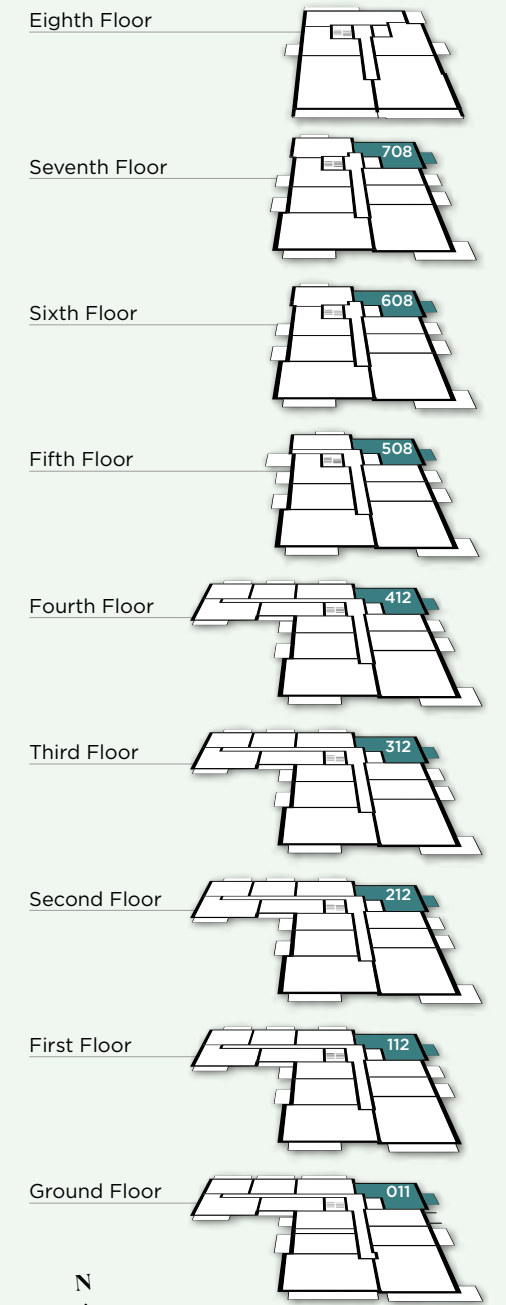 Eighth Floor
708
Seventh Floor
608
Sixth Floor
508
Fifth Floor
412
Fourth Floor
312
Third Floor
212
Second Floor
112
First Floor
011
Ground Floor
N